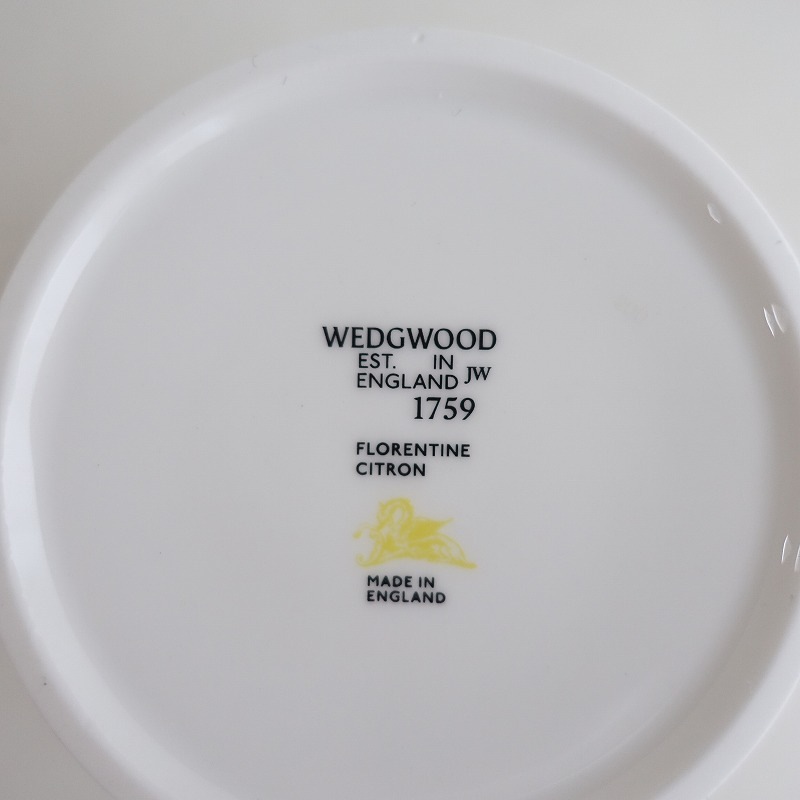 WEDGWOOD
EST. IN
ENGLAND JW
1759
FLORENTINE
CITRON
MADE IN
ENGLAND